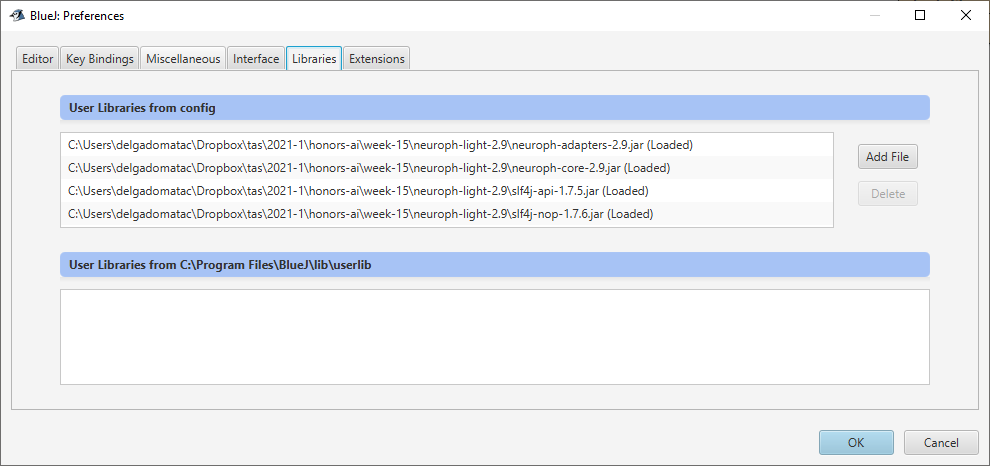 BlueJ: Preferences
Editor Key Bindings Miscellaneous Interface Libraries Extensions
User Libraries from config
C:\Users\delgadomatac\Dropbox\tas\2021-1\honors-ai\week-15\neuroph-light-2.9\neuroph-adapters-2.9.jar (Loaded)
C:\Users\delgadomatac\Dropbox\tas\2021-1\honors-ai\week-15\neuroph-light-2.9\neuroph-core-2.9.jar (Loaded)
C:\Users\delgadomatac\Dropbox\tas\2021-1\honors-ai\week-15\neuroph-light-2.9\slf4j-api-1.7.5.jar (Loaded)
C:\Users\delgadomatac\Dropbox\tas\2021-1\honors-ai\week-15\neuroph-light-2.9\slf4j-nop-1.7.6.jar (Loaded)
Add File
Delete
User Libraries from C:\Program Files\BlueJ\lib\userlib
OK Cancel